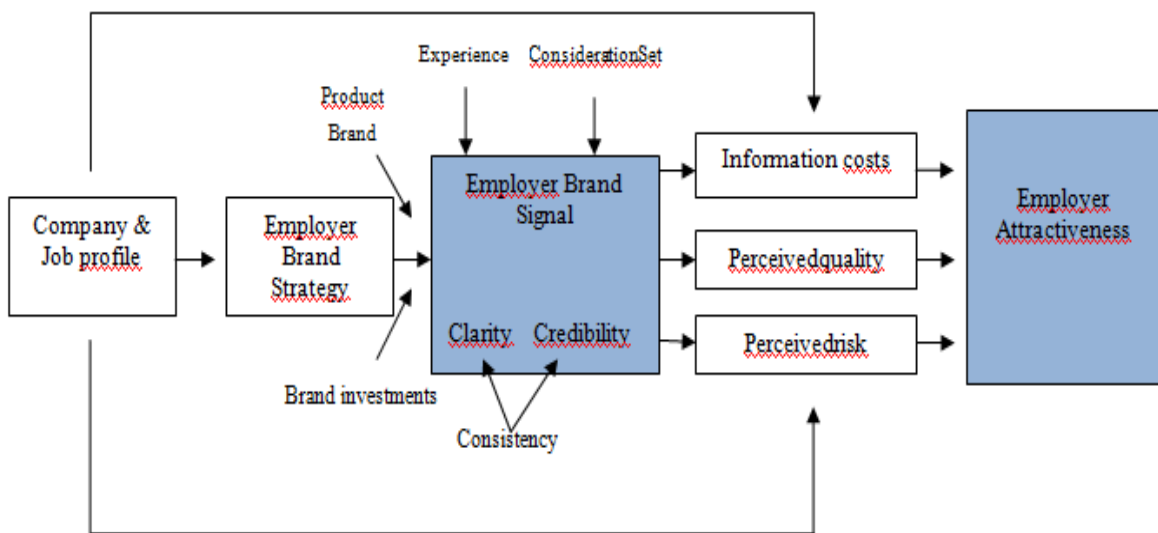 Experience
ConsiderationSet
Product
Brand
Information costs
Employer Brand
Signal
Employer
Attractiveness
Company &
Job profile
Employer
Brand
Strategy
Perceivedquality
Clarity
Credibility
Perceivedrisk
Brand investments
Consistency